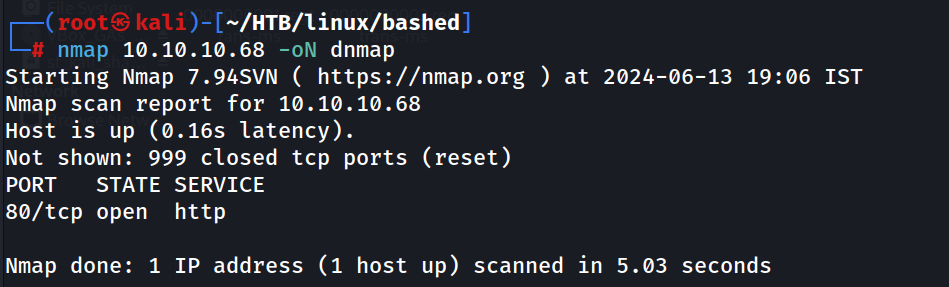 (root㉿kali)-[~/HTB/linux/bashed]
# nmap 10.10.10.68 -oN dnmap
Starting Nmap 7.94SVN ( https://nmap.org ) at 2024-06-13 19:06 IST
Nmap scan report for 10.10.10.68
Host is up (0.16s latency).
Not shown: 999 closed tcp ports (reset)
PORT   STATE SERVICE
80/tcp open  http
Nmap done: 1 IP address (1 host up) scanned in 5.03 seconds